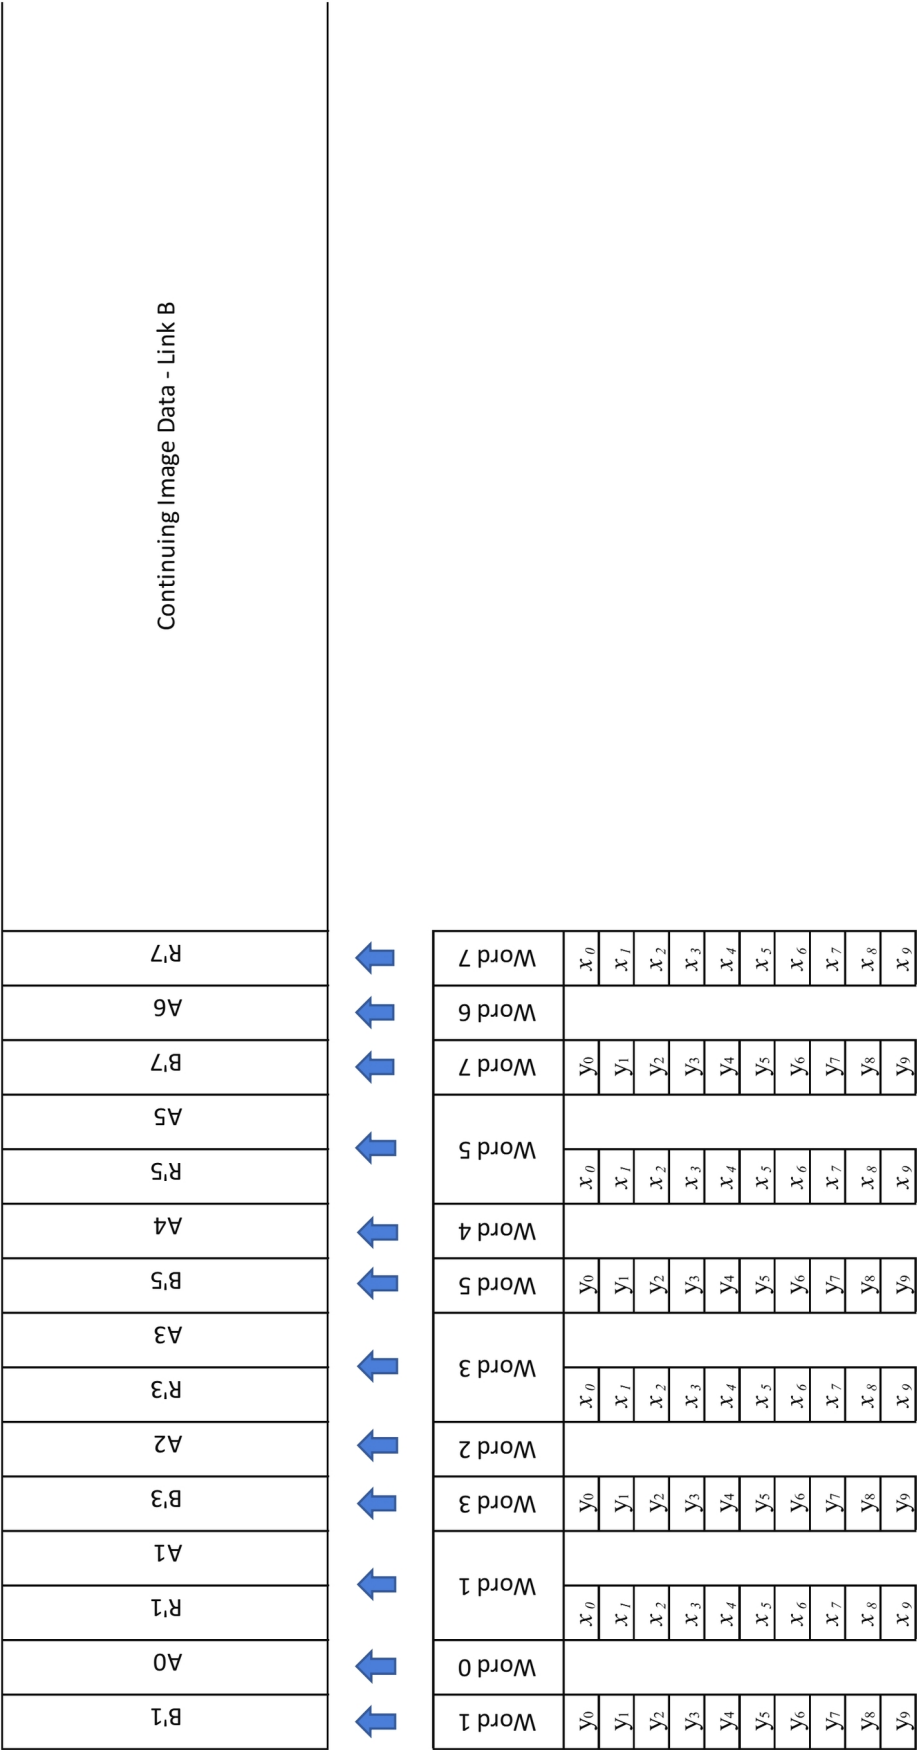 B'1 A0 R'1 A1 B'3 A2 R'3 A3 B'5 A4 R'5 A5 B'7 A6 R'7 Continuing Image Data - Link B
Word 1 Word 0 Word 1 Word 3 Word 2 Word 3 Word 5 Word 4 Word 5 Word 7 Word 6 Word 7
y0 x0 y0 x0 y0 x0 y0 x0
y1 x1 y1 x1 y1 x1 y1 x1
y2 x2 y2 x2 y2 x2 y2 x2
y3 x3 y3 x3 y3 x3 y3 x3
y4 x4 y4 x4 y4 x4 y4 x4
y5 x5 y5 x5 y5 x5 y5 x5
y6 x6 y6 x6 y6 x6 y6 x6
y7 x7 y7 x7 y7 x7 y7 x7
y8 x8 y8 x8 y8 x8 y8 x8
y9 x9 y9 x9 y9 x9 y9 x9